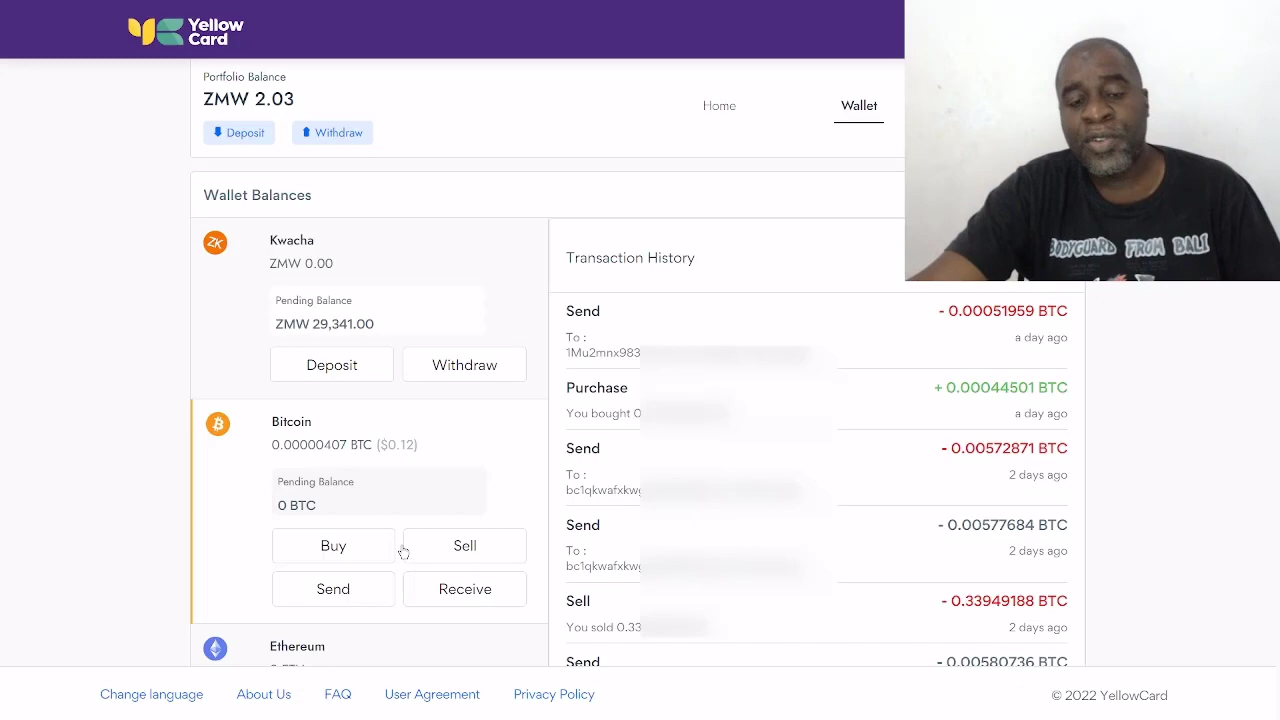 Yellow
Card
Portfolio Balance
ZMW 2.03
Deposit
Withdraw
Home
Wallet
Wallet Balances
Kwacha
ZMW 0.00
Pending Balance
ZMW 29,341.00
Deposit
Withdraw
Bitcoin
0.00000407 BTC ($0.12)
Pending Balance
0 BTC
Buy
Sell
Send
Receive
Ethereum
Transaction History
Send
- 0.00051959 BTC
To :
a day ago
1Mu2mnx983
Purchase
+ 0.00044501 BTC
You bought 0
a day ago
Send
- 0.00572871 BTC
To :
2 days ago
bc1qkwafxkw
Send
- 0.00577684 BTC
To :
2 days ago
bc1qkwafxkw
Sell
- 0.33949188 BTC
You sold 0.33
2 days ago
Send
- 0.00580736 BTC
BODYGUARD FROM BALI
Change language
About Us
FAQ
User Agreement
Privacy Policy
© 2022 YellowCard